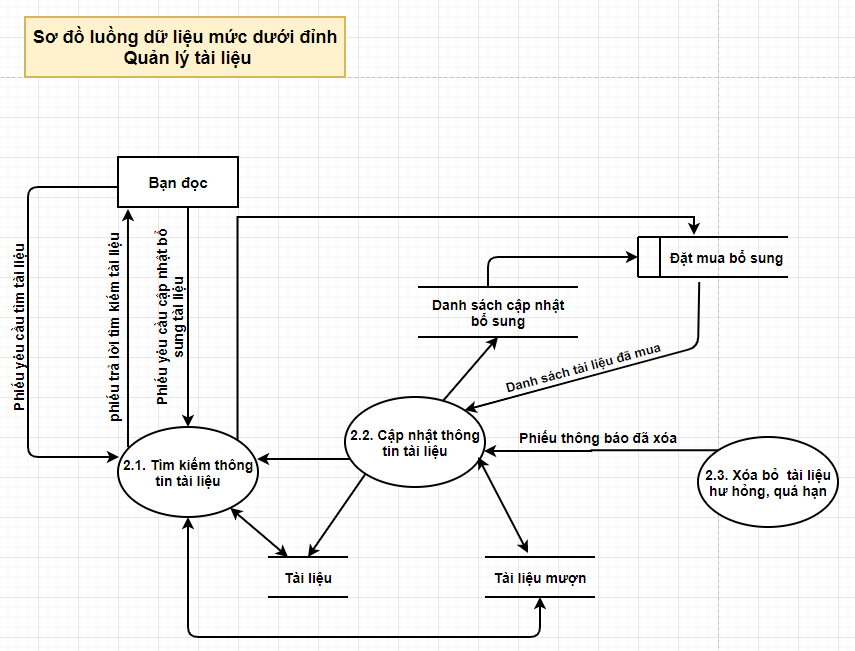 Sơ đồ luồng dữ liệu mức dưới đỉnh
Quản lý tài liệu
Bạn đọc
Phiếu yêu cầu tìm tài liệu
phiếu trả lời tìm kiếm tài liệu
Phiếu yêu cầu cập nhật bổ
sung tài liệu
Đặt mua bổ sung
Danh sách cập nhật
bổ sung
Danh sách tài liệu đã mua
2.1. Tìm kiếm thông
tin tài liệu
2.2. Cập nhật thông
tin tài liệu
Phiếu thông báo đã xóa
2.3. Xóa bỏ tài liệu
hư hỏng, quá hạn
Tài liệu
Tài liệu mượn